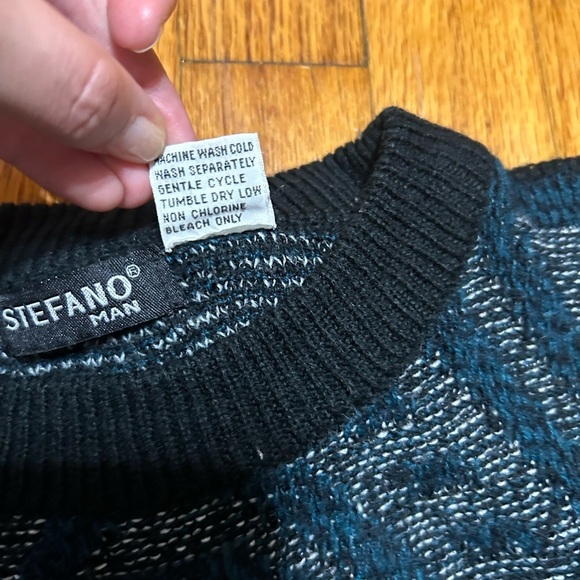 MACHINE WASH COLD
WASH SEPARATELY
GENTLE CYCLE
TUMBLE DRY LOW
NON CHLORINE
BLEACH ONLY
STEFANO®
MAN